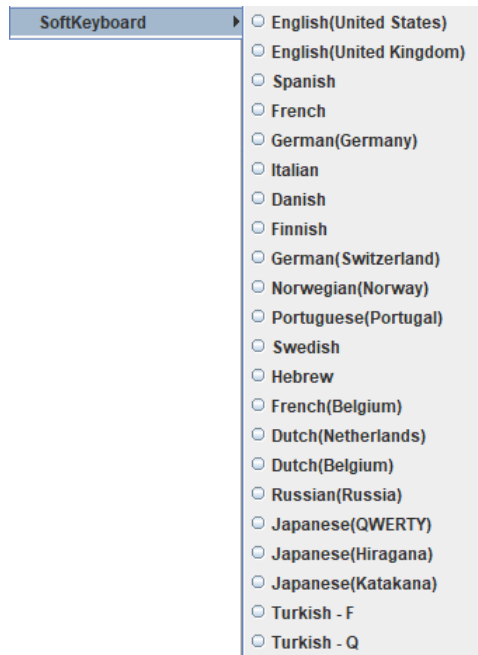 SoftKeyboard
English(United States)
English(United Kingdom)
Spanish
French
German(Germany)
Italian
Danish
Finnish
German(Switzerland)
Norwegian(Norway)
Portuguese(Portugal)
Swedish
Hebrew
French(Belgium)
Dutch(Netherlands)
Dutch(Belgium)
Russian(Russia)
Japanese(QWERTY)
Japanese(Hiragana)
Japanese(Katakana)
Turkish - F
Turkish - Q